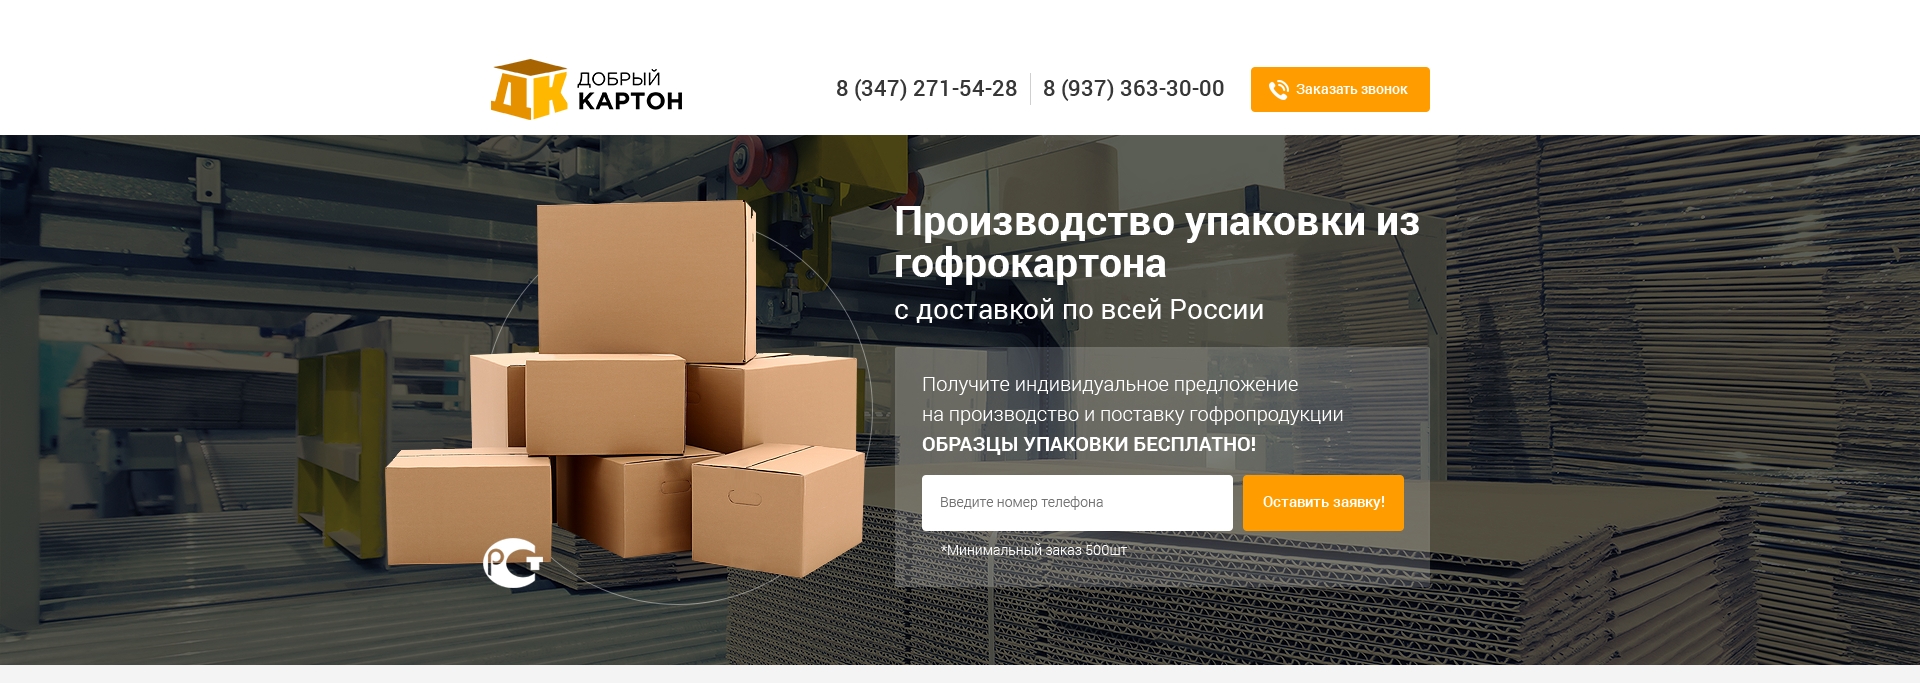 ДК
ДОБРЫЙ
КАРТОН
8 (347) 271-54-28
8 (937) 363-30-00
Заказать звонок
Производство упаковки из
гофрокартона
с доставкой по всей России
Получите индивидуальное предложение
на производство и поставку гофропродукции
ОБРАЗЦЫ УПАКОВКИ БЕСПЛАТНО!
Введите номер телефона
Оставить заявку!
*Минимальный заказ 500шт
РСТ